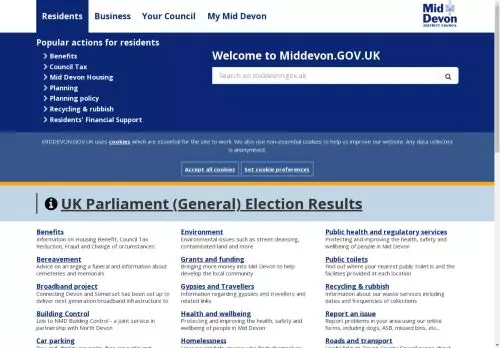 Residents Business Your Council My Mid Devon
Mid
Devon
DISTRICT COUNCIL
Popular actions for residents
Benefits
Council Tax
Mid Devon Housing
Planning
Planning policy
Recycling & rubbish
Residents' Financial Support
Welcome to Middevon.GOV.UK
Search on middevon.gov.uk
MIDDEVON.GOV.UK uses cookies which are essential for the site to work. We also use non-essential cookies to help us improve our website. Any data collected
is anonymised.
Accept all cookies Set cookie preferences
UK Parliament (General) Election Results
Benefits
Information on Housing Benefit, Council Tax
Reduction, Fraud and Change of circumstances
Bereavement
Advice on arranging a funeral and information about
cemeteries and memorials
Broadband project
Connecting Devon and Somerset has been set up to
deliver next generation broadband infrastructure to
Building Control
Link to NMD Building Control - a joint service in
partnership with North Devon
Car parking
Environment
Environmental issues such as street cleansing,
contaminated land and more
Grants and funding
Bringing more money into Mid Devon to help
develop the local community
Gypsies and Travellers
Information regarding gypsies and travellers and
related links
Health and wellbeing
Protecting and improving the health, safety and
wellbeing of people in Mid Devon
Homelessness
Public health and regulatory services
Protecting and improving the health, safety and
wellbeing of people in Mid Devon
Public toilets
Find out where your nearest public toilet is and the
facilities provided at each location
Recycling & rubbish
Information about our waste services including
dates and frequencies of collections
Report an issue
Report problems in your area using our online
forms, including dogs, ASB, missed bins, etc...
Roads and transport